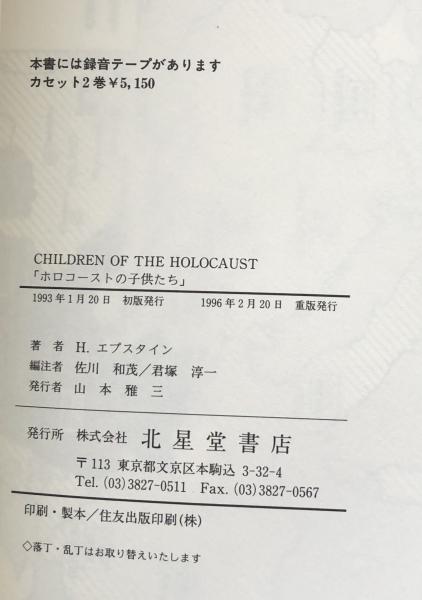 本書には録音テープがあります
カセット2巻¥5,150
CHILDREN OF THE HOLOCAUST
「ホロコーストの子供たち」
1993年1月20日 初版発行 1996年2月20日 重版発行
著者 H. エプスタイン
編注者 佐川 和茂／君塚 淳一
発行者 山本雅三
発行所 株式会社 北星堂書店
〒113 東京都文京区本駒込 3-32-4
Tel. (03)3827-0511 Fax. (03)3827-0567
印刷・製本／住友出版印刷(株)
◇落丁・乱丁はお取り替えいたします